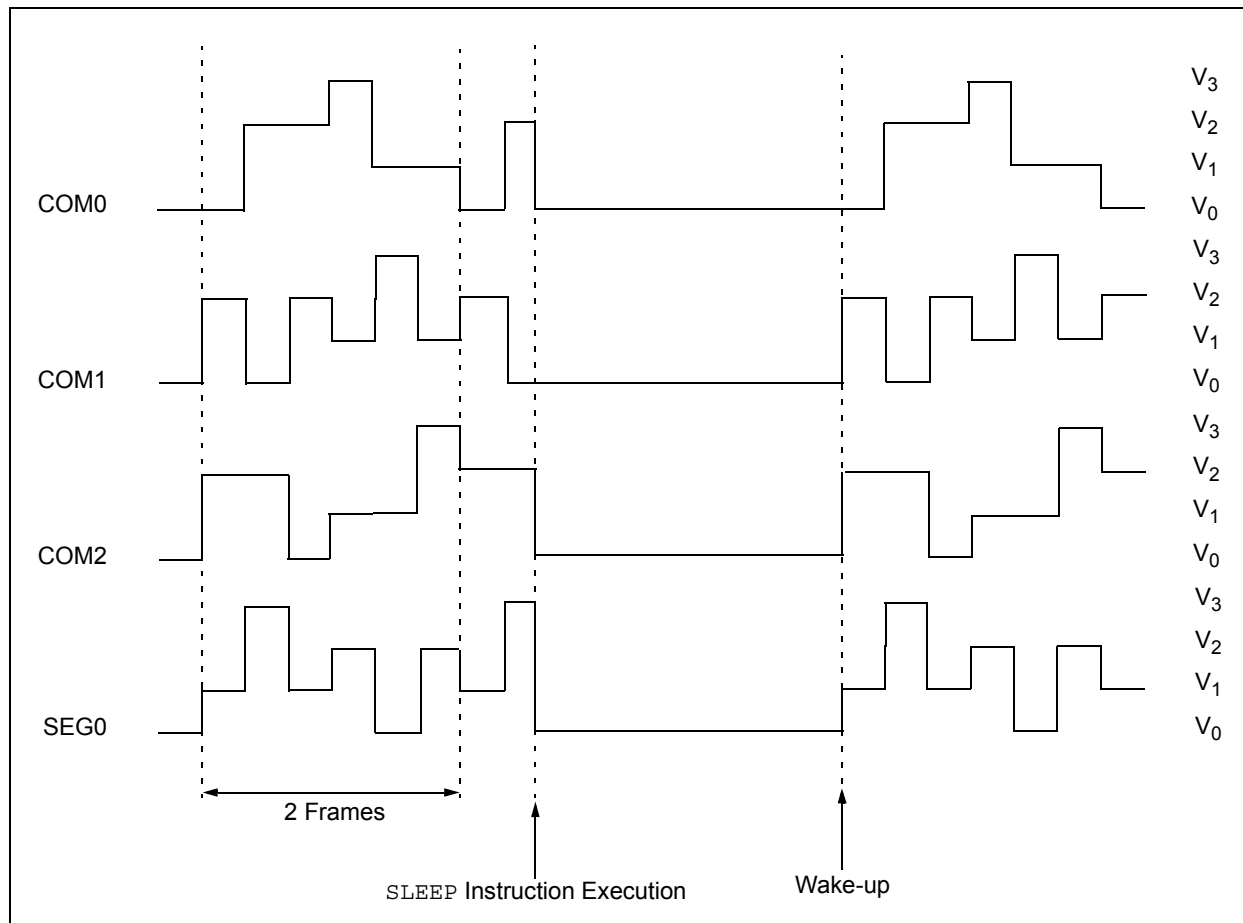 V3
V2
V1
COM0
V0
V3
V2
V1
COM1
V0
V3
V2
V1
COM2
V0
V3
V2
V1
SEG0
V0
2 Frames
SLEEP Instruction Execution
Wake-up